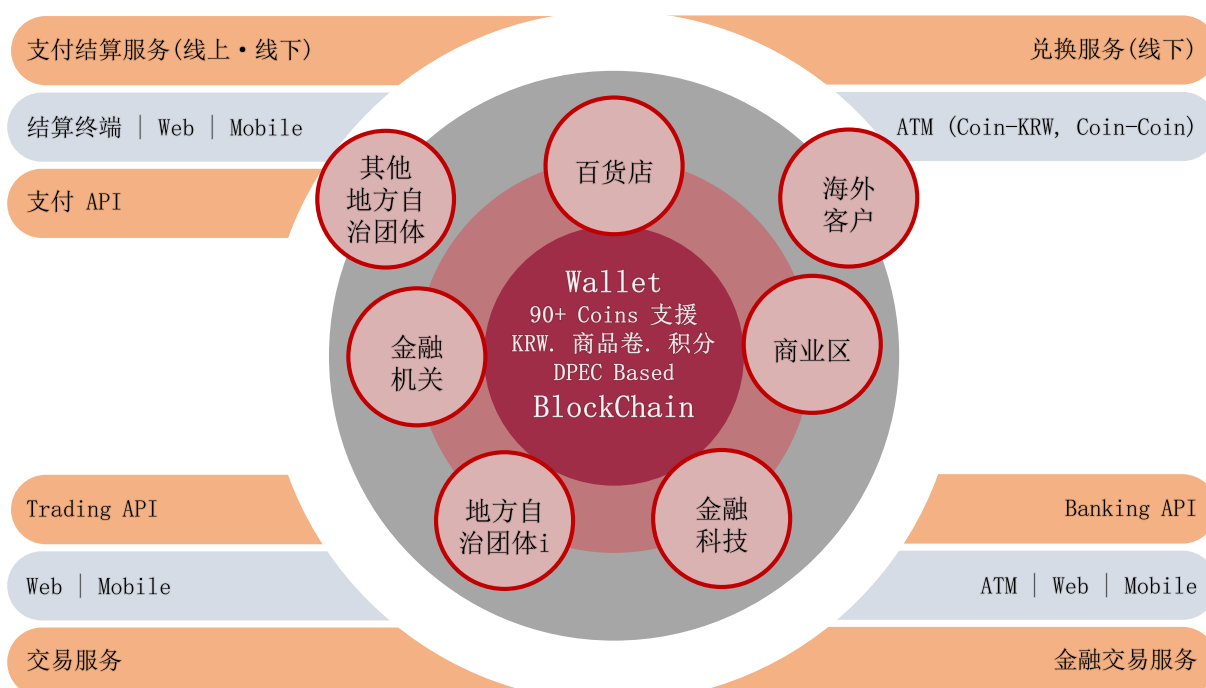 支付结算服务(线上·线下)
兑换服务(线下)
结算终端 | Web | Mobile
ATM (Coin-KRW, Coin-Coin)
支付 API
其他
地方自
治团体
百货店
海外
客户
Wallet
90+ Coins 支援
KRW. 商品卷. 积分
DPEC Based
BlockChain
金融
机关
商业区
地方自
治团体i
金融
科技
Trading API
Banking API
Web | Mobile
ATM | Web | Mobile
交易服务
金融交易服务